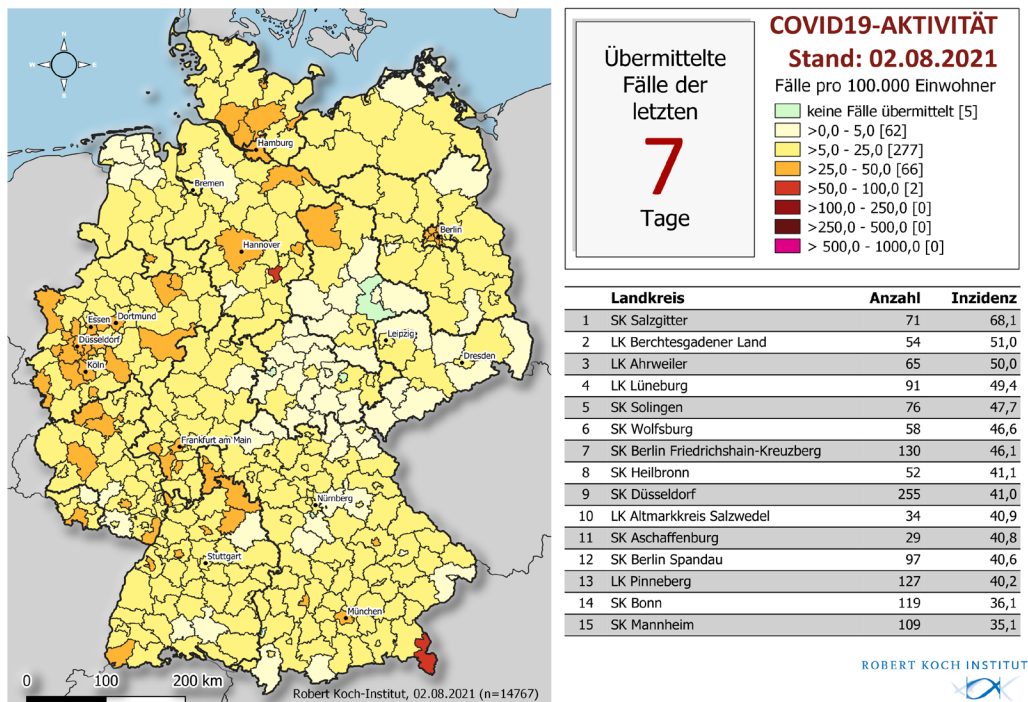 N
W
E
S
Hamburg
Bremen
Berlin
Hannover
Essen
Dortmund
Düsseldorf
Leipzig
Köln
Dresden
Frankfurt am Main
Nürnberg
Stuttgart
München
0 100 200 km
Robert Koch-Institut, 02.08.2021 (n=14767)
Übermittelte
Fälle der
letzten
7
Tage
COVID19-AKTIVITÄT
Stand: 02.08.2021
Fälle pro 100.000 Einwohner
keine Fälle übermittelt [5]
>0,0 - 5,0 [62]
>5,0 - 25,0 [277]
>25,0 - 50,0 [66]
>50,0 - 100,0 [2]
>100,0 - 250,0 [0]
>250,0 - 500,0 [0]
> 500,0 - 1000,0 [0]
Landkreis Anzahl Inzidenz
1 SK Salzgitter 71 68,1
2 LK Berchtesgadener Land 54 51,0
3 LK Ahrweiler 65 50,0
4 LK Lüneburg 91 49,4
5 SK Solingen 76 47,7
6 SK Wolfsburg 58 46,6
7 SK Berlin Friedrichshain-Kreuzberg 130 46,1
8 SK Heilbronn 52 41,1
9 SK Düsseldorf 255 41,0
10 LK Altmarkkreis Salzwedel 34 40,9
11 SK Aschaffenburg 29 40,8
12 SK Berlin Spandau 97 40,6
13 LK Pinneberg 127 40,2
14 SK Bonn 119 36,1
15 SK Mannheim 109 35,1
ROBERT KOCH INSTITUT